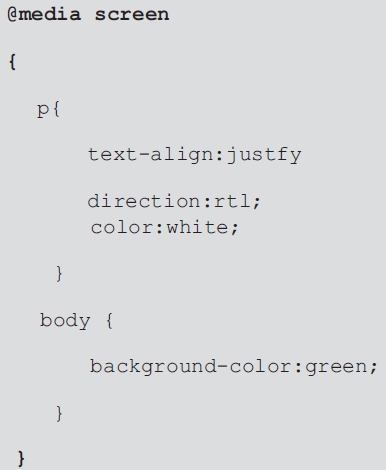 @media screen
{
p{
text-align:justfy
direction:rtl;
color:white;
}
body {
background-color:green;
}
}